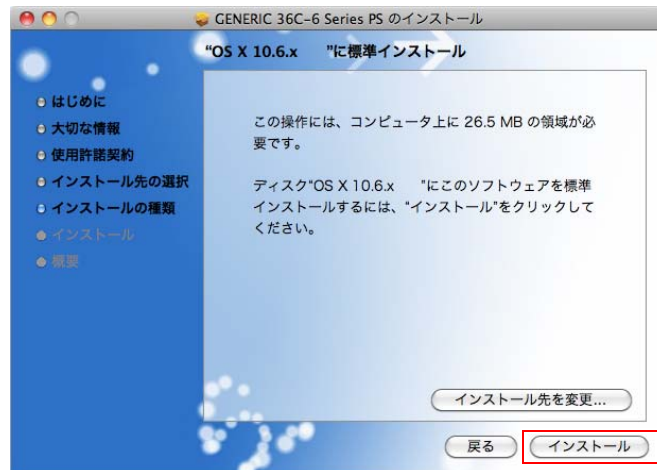 GENERIC 36C-6 Series PS のインストール
"OS X 10.6.x "に標準インストール
はじめに
大切な情報
使用許諾契約
インストール先の選択
インストールの種類
インストール
概要
この操作には、コンピュータ上に 26.5 MB の領域が必
要です。
ディスク"OS X 10.6.x "にこのソフトウェアを標準
インストールするには、"インストール"をクリックして
ください。
インストール先を変更...
戻る
インストール